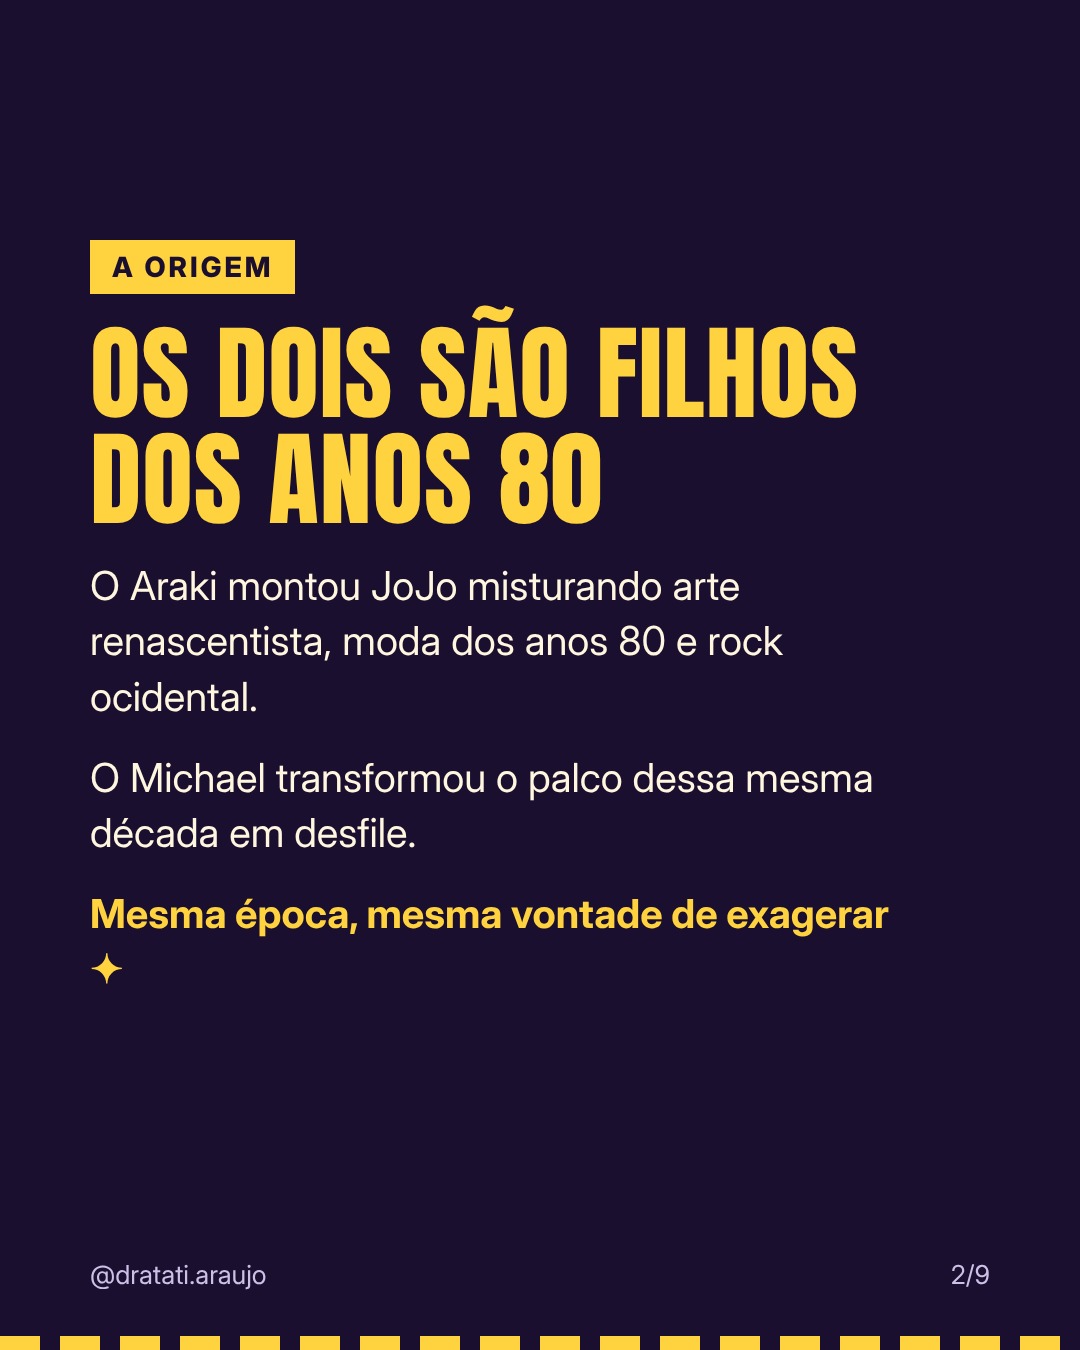 A ORIGEM
OS DOIS SÃO FILHOS
DOS ANOS 80
O Araki montou JoJo misturando arte
renascentista, moda dos anos 80 e rock
ocidental.
O Michael transformou o palco dessa mesma
década em desfile.
Mesma época, mesma vontade de exagerar
✦
@dratati.araujo
2/9